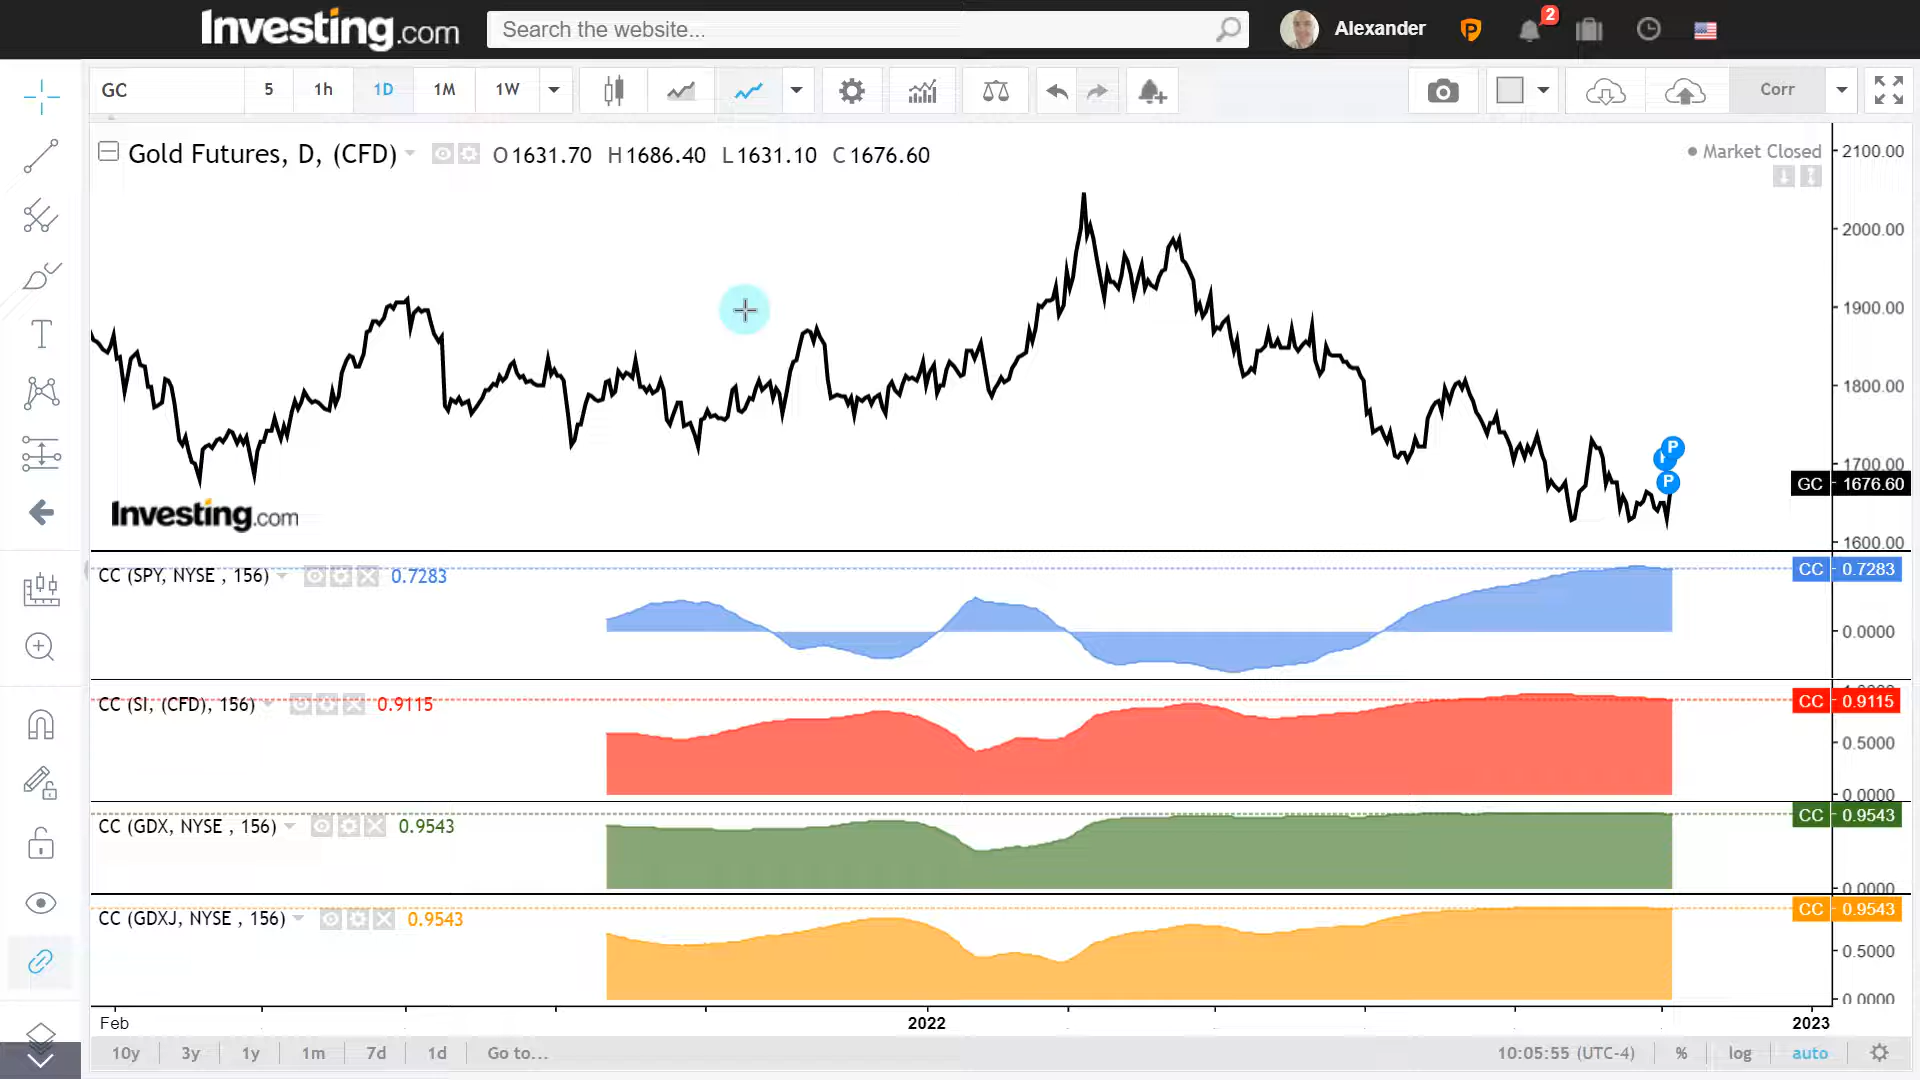 Investing.com
Search the website...
Alexander
2
GC 5 1h 1D 1M 1W
Corr
Gold Futures, D, (CFD) O1631.70 H1686.40 L1631.10 C1676.60
Market Closed
2100.00
2000.00
1900.00
1800.00
1700.00
P
P
GC 1676.60
Investing.com
1600.00
CC (SPY, NYSE , 156) 0.7283
CC 0.7283
0.0000
CC (SI, (CFD), 156) 0.9115
CC 0.9115
0.5000
0.0000
CC (GDX, NYSE , 156) 0.9543
CC 0.9543
0.0000
CC (GDXJ, NYSE , 156) 0.9543
CC 0.9543
0.5000
0.0000
Feb 2022 2023
10y 3y 1y 1m 7d 1d Go to...
10:05:55 (UTC-4) % log auto